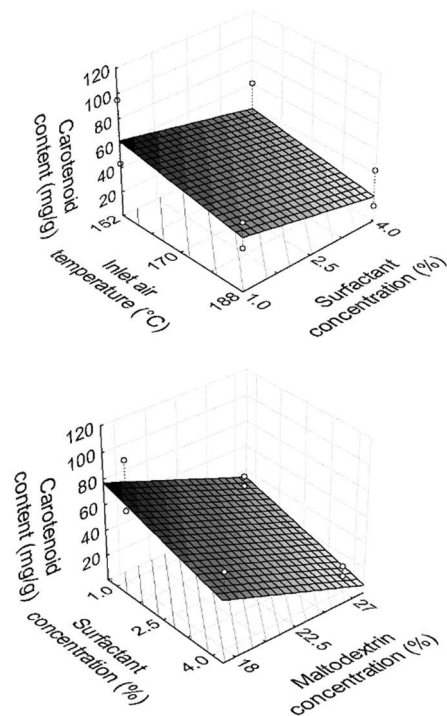 120
100
80
60
40
20
Carotenoid
content (mg/g)
152
170
188
Inlet air
temperature (°C)
1.0
2.5
4.0
Surfactant
concentration (%)
120
100
80
60
40
20
Carotenoid
content (mg/g)
1.0
2.5
4.0
Surfactant
concentration (%)
18
22.5
27
Maltodextrin
concentration (%)